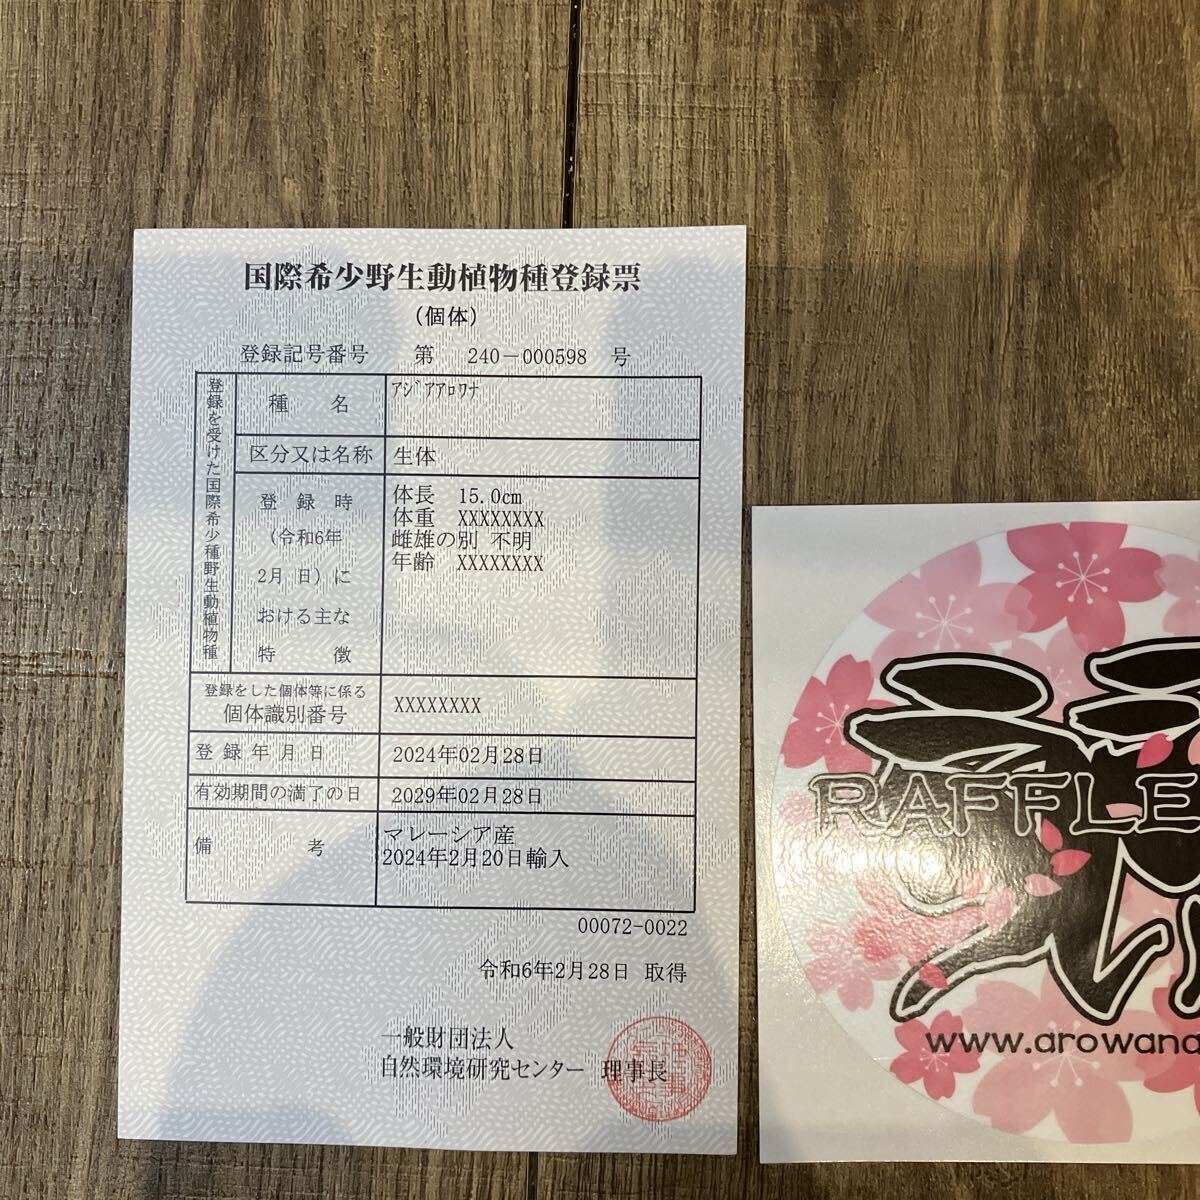 国際希少野生動植物種登録票
(個体)
登録記号番号 第 240-000598 号
登録を受けた国際希少種野生動植物種
種 名 アジアアロワナ
区分又は名称 生体
登 録 時
(令和6年
2月 日)に
おける主な
特 徴
体長 15.0cm
体重 XXXXXXXX
雌雄の別 不明
年齢 XXXXXXXX
登録をした個体等に係る
個体識別番号 XXXXXXXX
登 録 年 月 日 2024年02月28日
有効期間の満了の日 2029年02月28日
備 考 マレーシア産
2024年2月20日輸入
00072-0022
令和6年2月28日 取得
一般財団法人
自然環境研究センター 理事長
RAFFLE
www.arowana